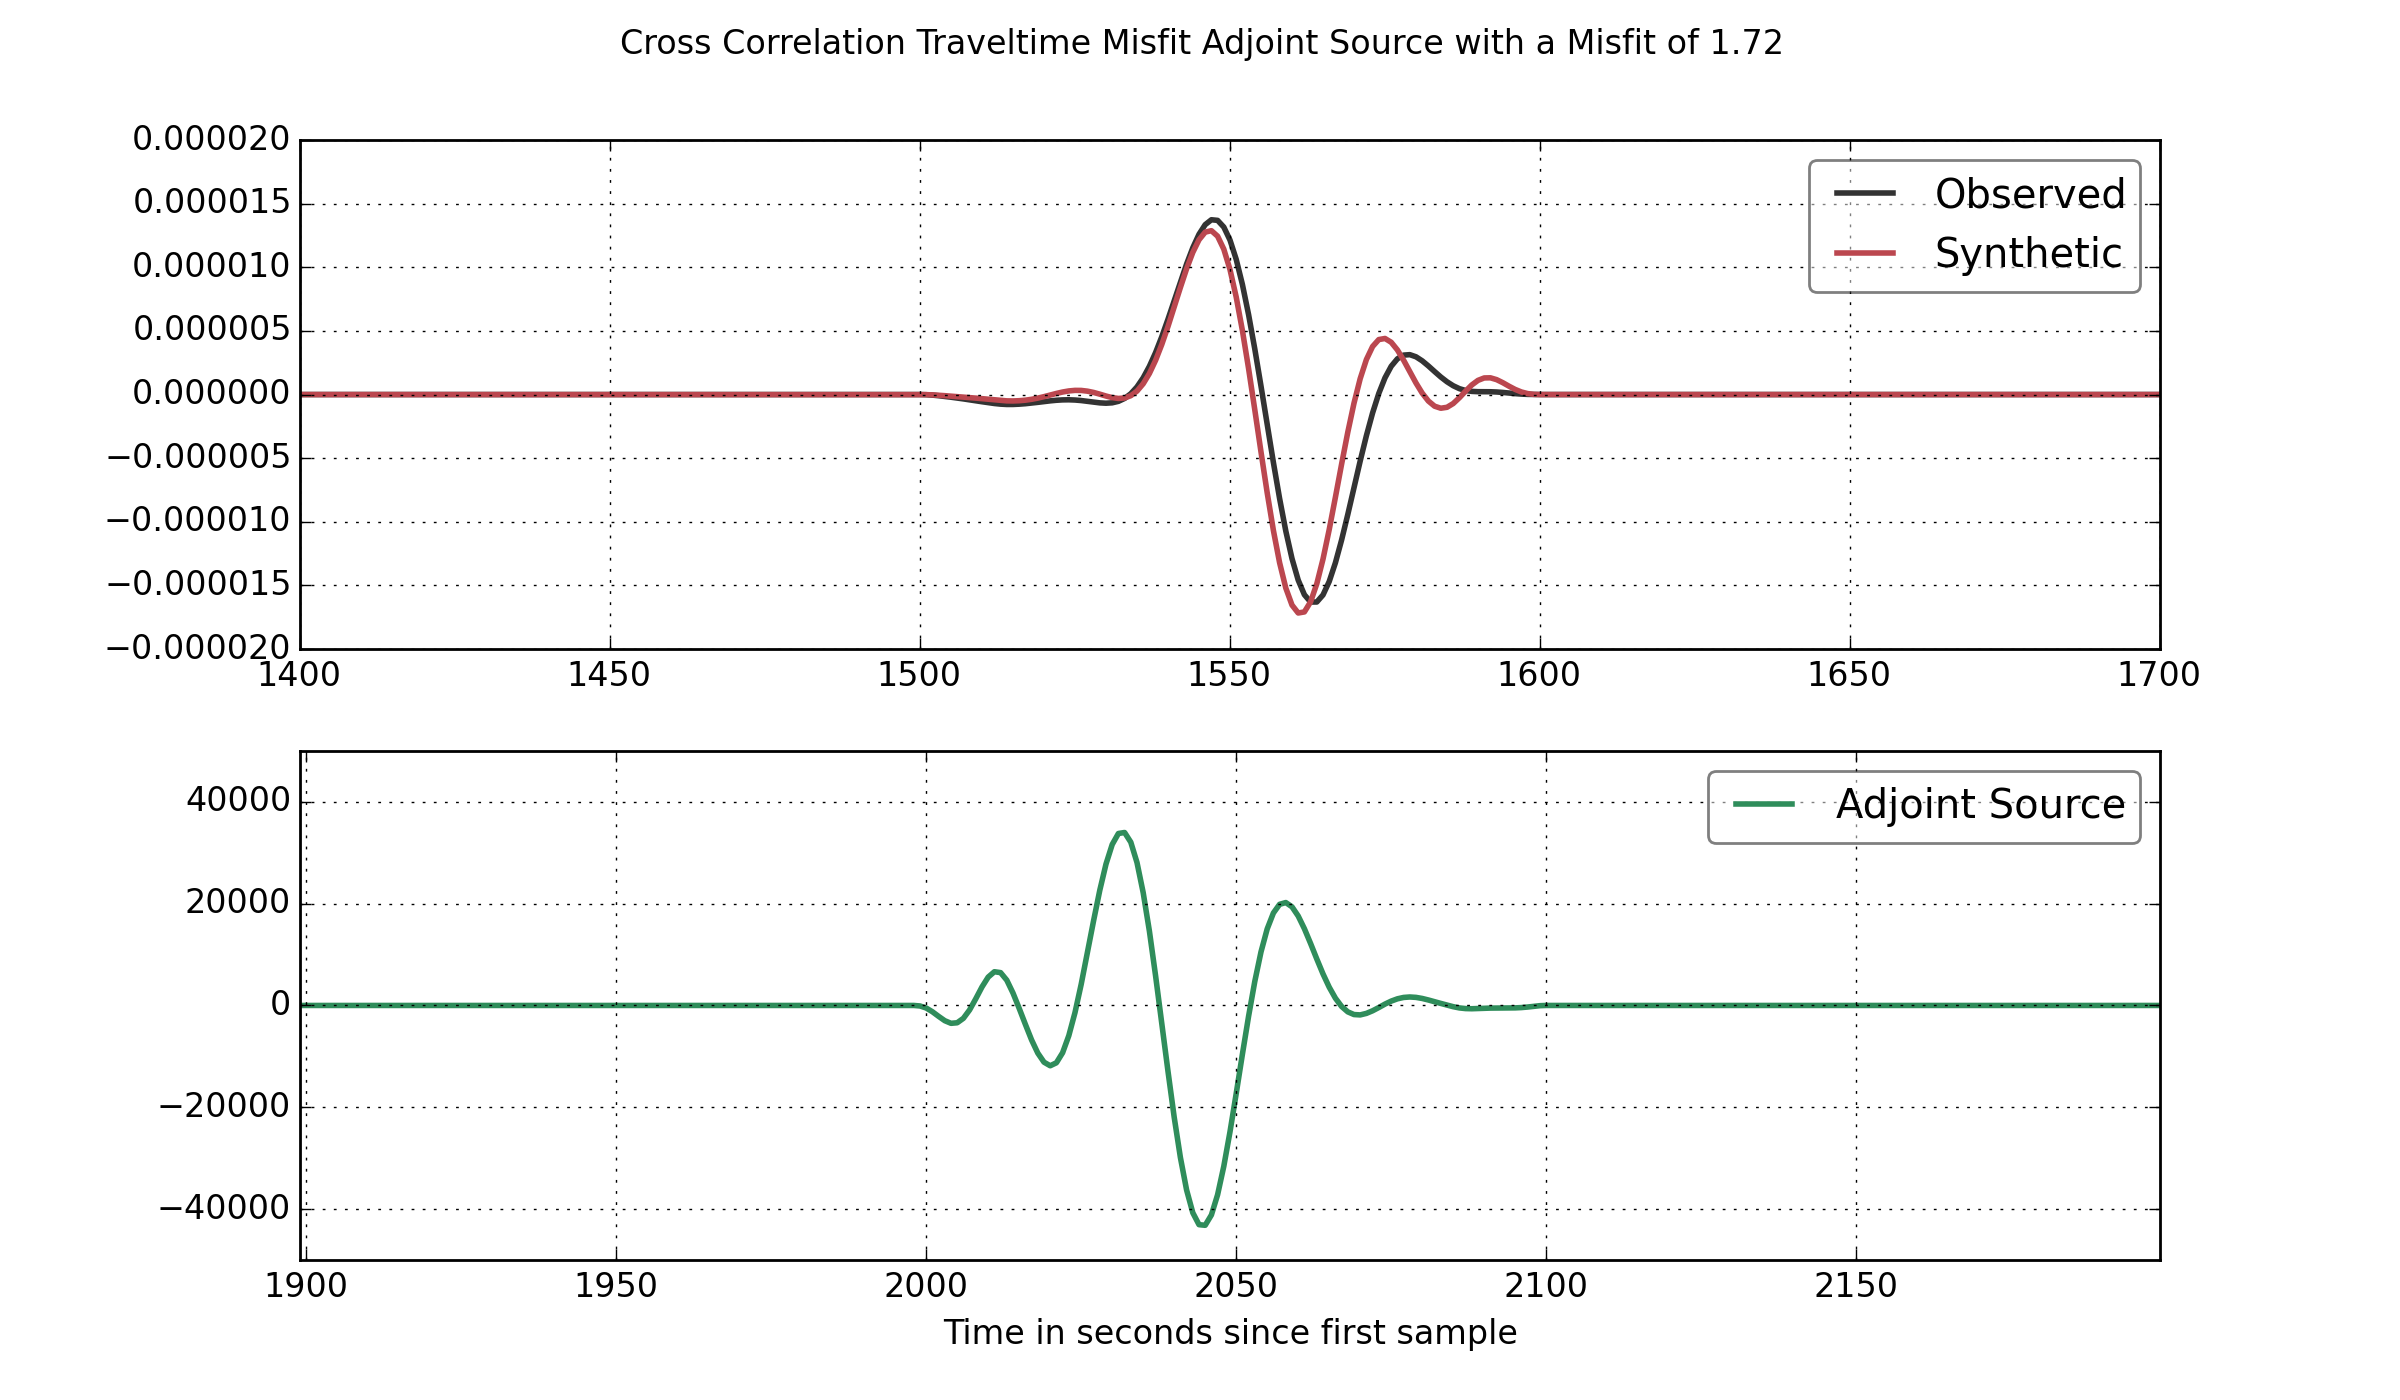 Cross Correlation Traveltime Misfit Adjoint Source with a Misfit of 1.72
0.000020
0.000015
0.000010
0.000005
0.000000
−0.000005
−0.000010
−0.000015
−0.000020
Observed
Synthetic
1400 1450 1500 1550 1600 1650 1700
40000
20000
0
−20000
−40000
Adjoint Source
1900 1950 2000 2050 2100 2150
Time in seconds since first sample